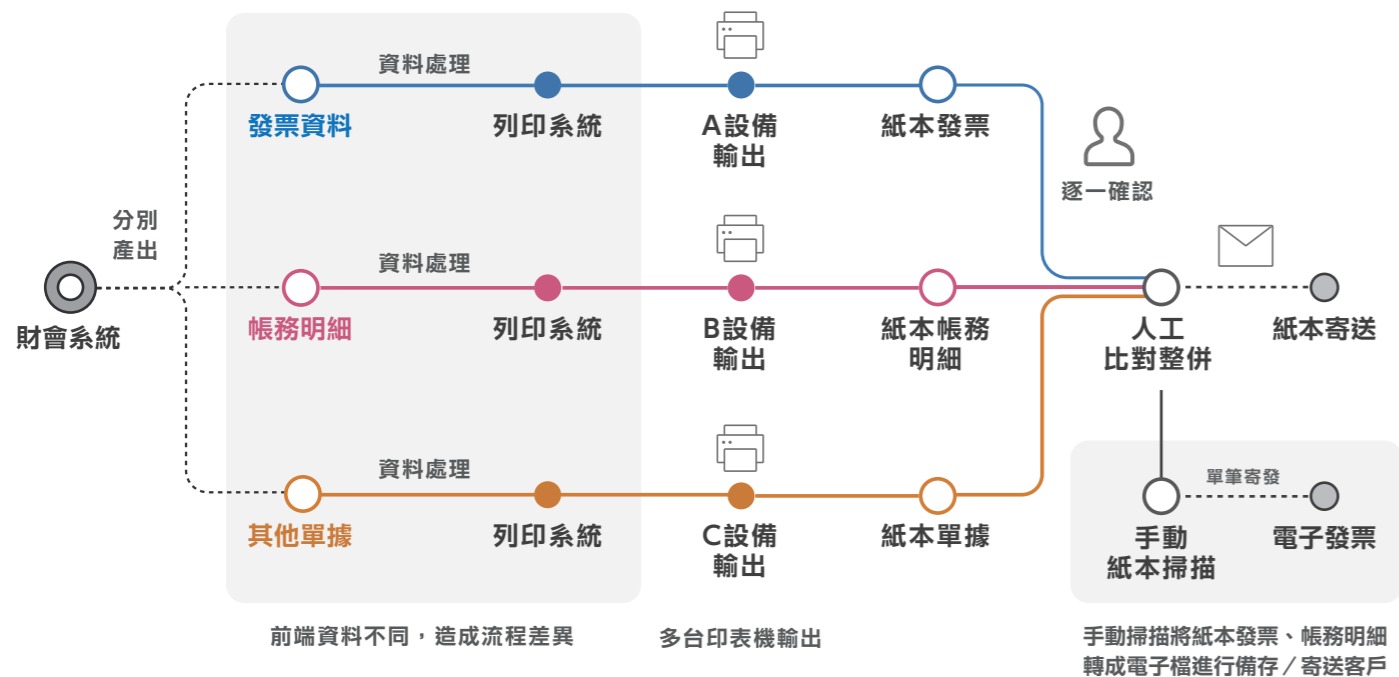 資料處理
發票資料
列印系統
A設備
輸出
紙本發票
逐一確認
分別
產出
財會系統
資料處理
帳務明細
列印系統
B設備
輸出
紙本帳務
明細
人工
比對整併
紙本寄送
資料處理
其他單據
列印系統
C設備
輸出
紙本單據
單筆寄發
手動
紙本掃描
電子發票
前端資料不同，造成流程差異
多台印表機輸出
手動掃描將紙本發票、帳務明細
轉成電子檔進行備存／寄送客戶